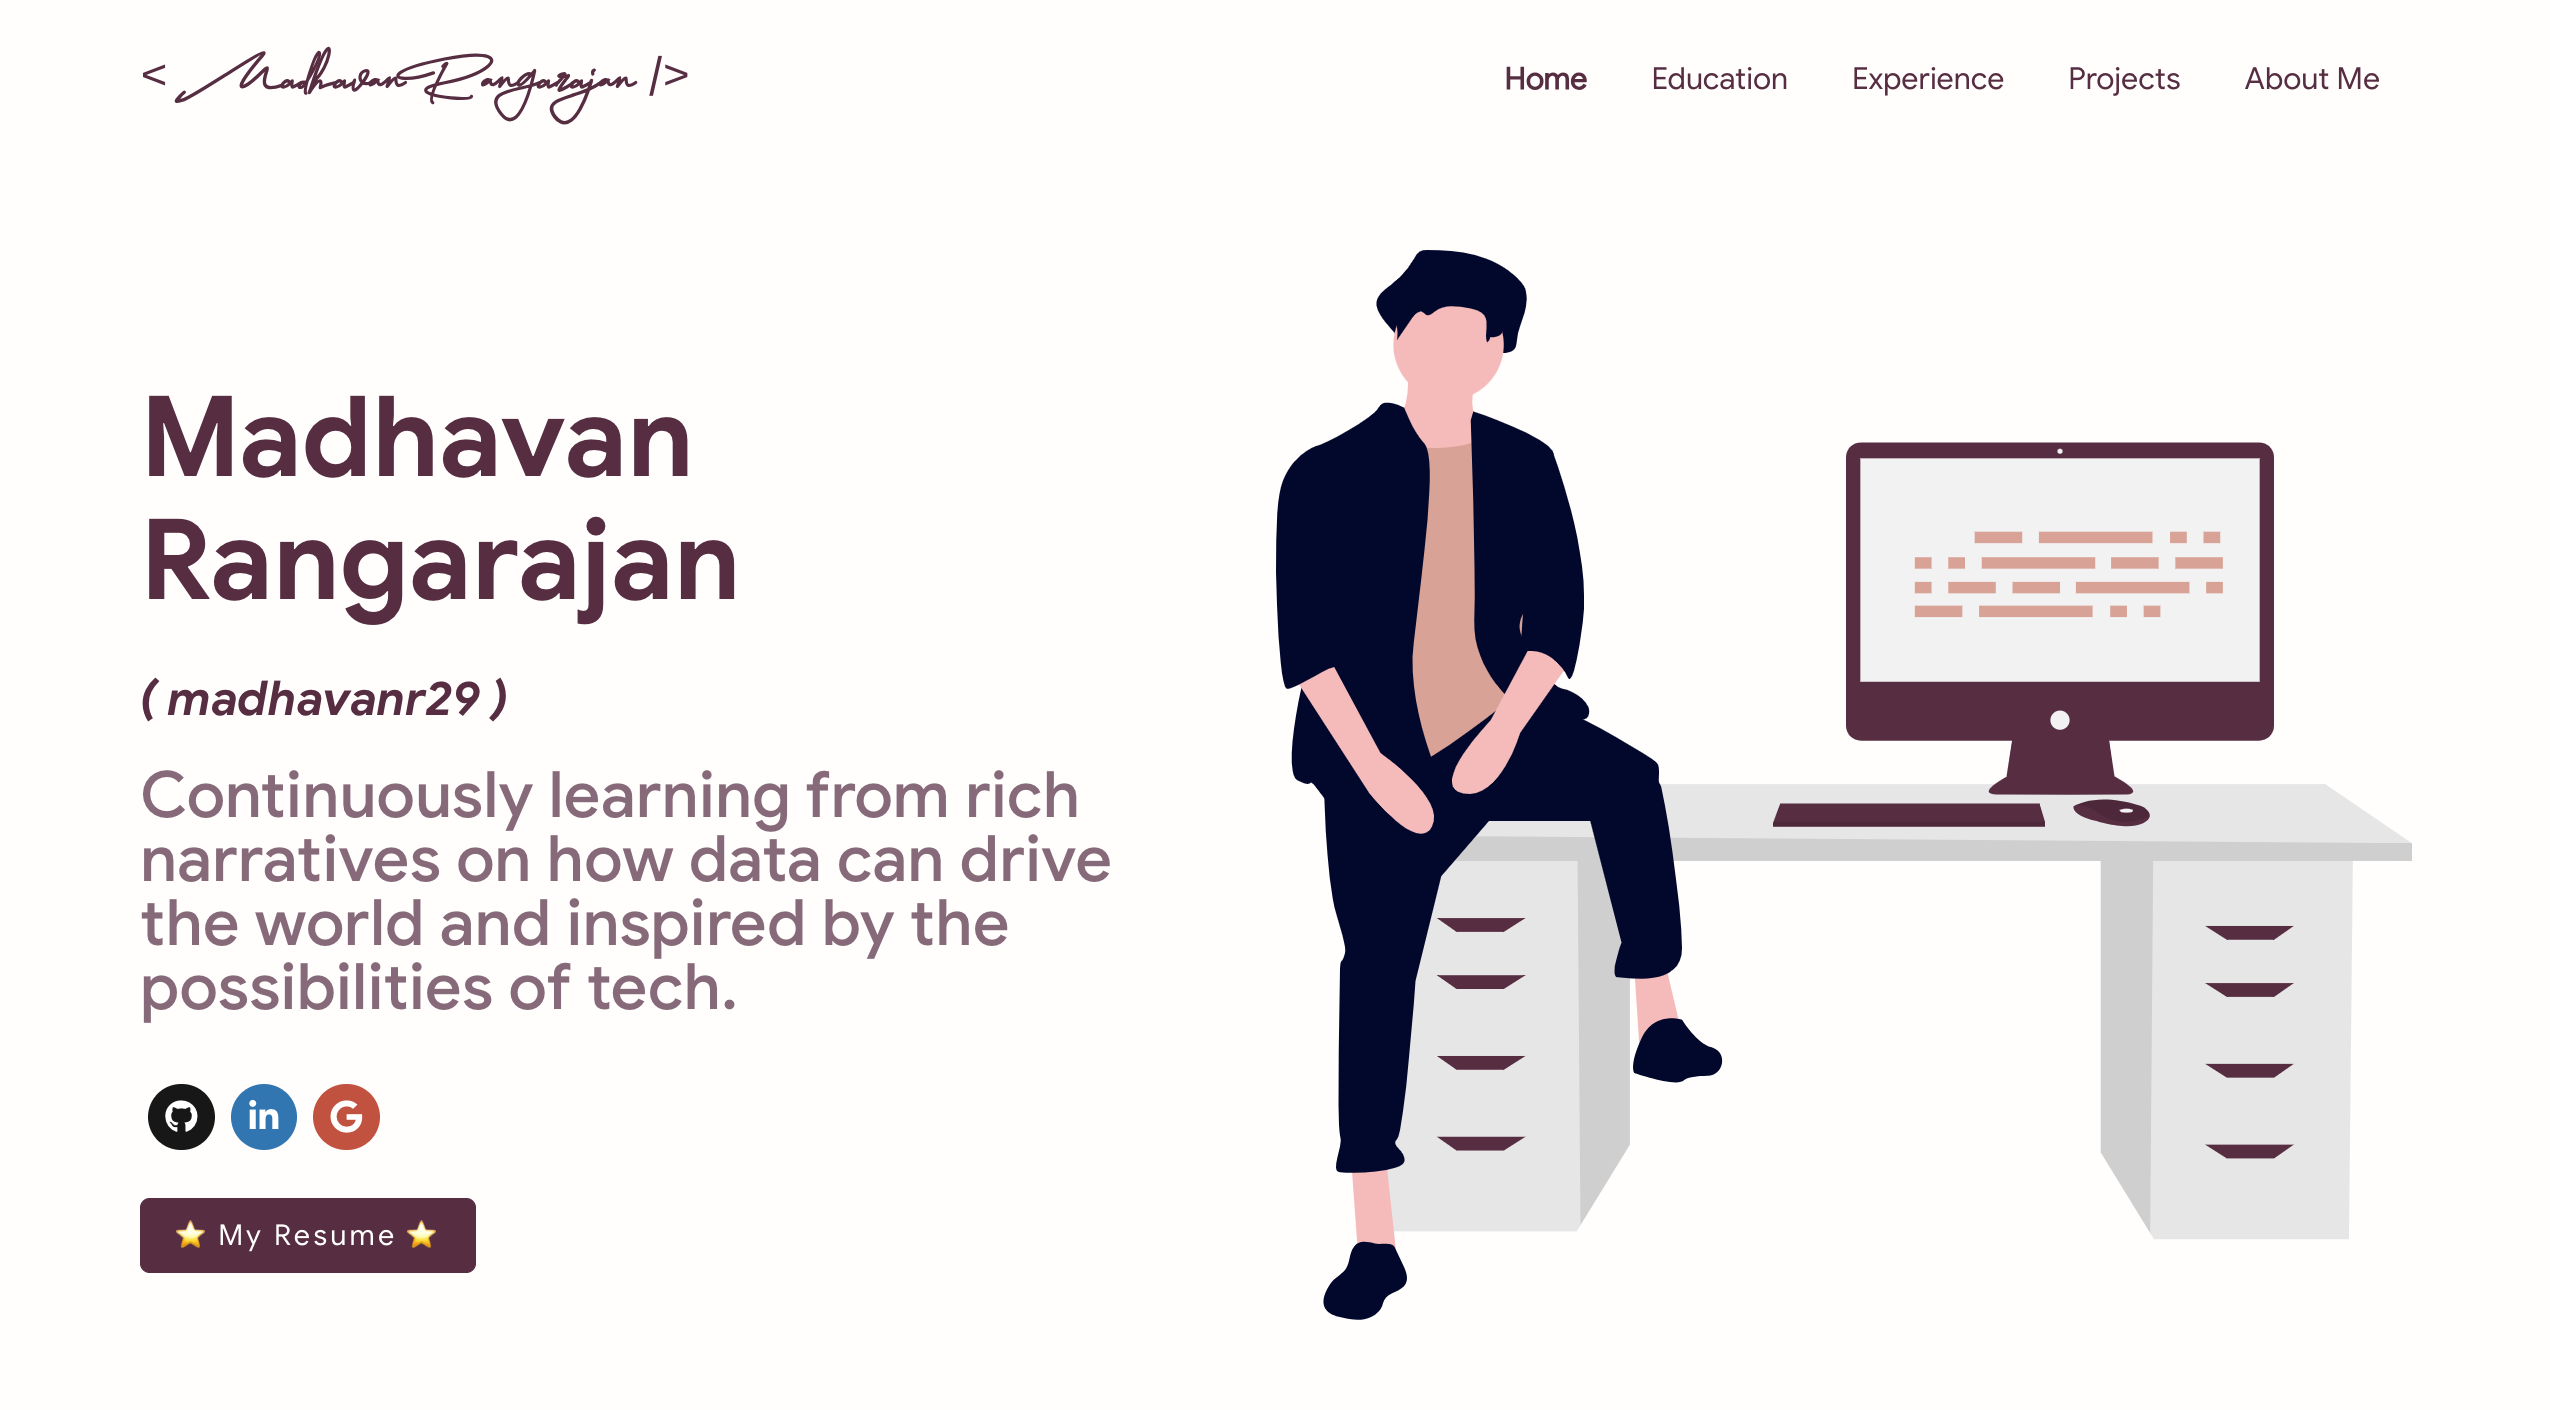 < Madhavan Rangarajan />
Home Education Experience Projects About Me
Madhavan
Rangarajan
( madhavanr29 )
Continuously learning from rich
narratives on how data can drive
the world and inspired by the
possibilities of tech.
in G
⭐ My Resume ⭐